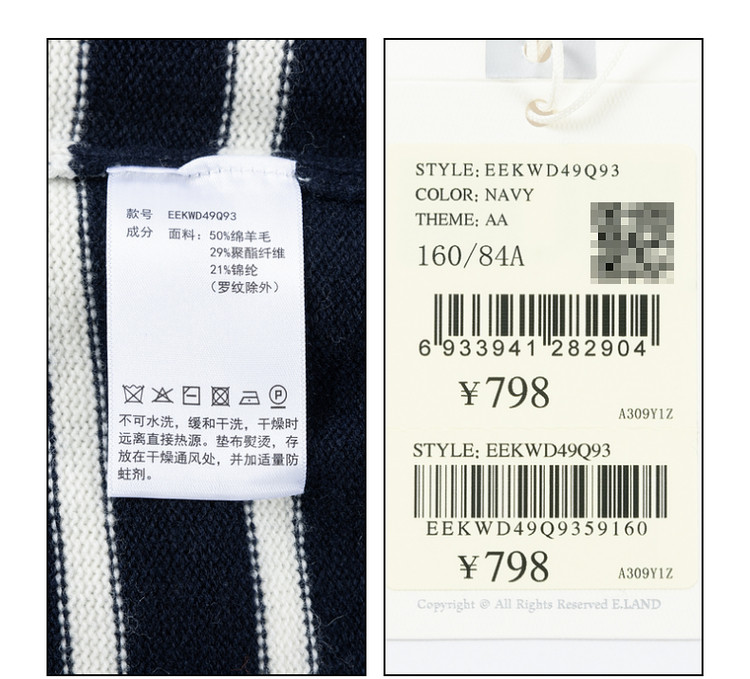 款号 EEKWD49Q93
成分 面料：50%绵羊毛
29%聚酯纤维
21%锦纶
（罗纹除外）
不可水洗，缓和干洗，干燥时
远离直接热源。垫布熨烫，存
放在干燥通风处，并加适量防
蛀剂。
STYLE: EEKWD49Q93
COLOR: NAVY
THEME: AA
160/84A
6 933941 282904
¥798
A309Y1Z
STYLE: EEKWD49Q93
EEKWD49Q9359160
¥798
A309Y1Z
Copyright © All Rights Reserved E.LAND